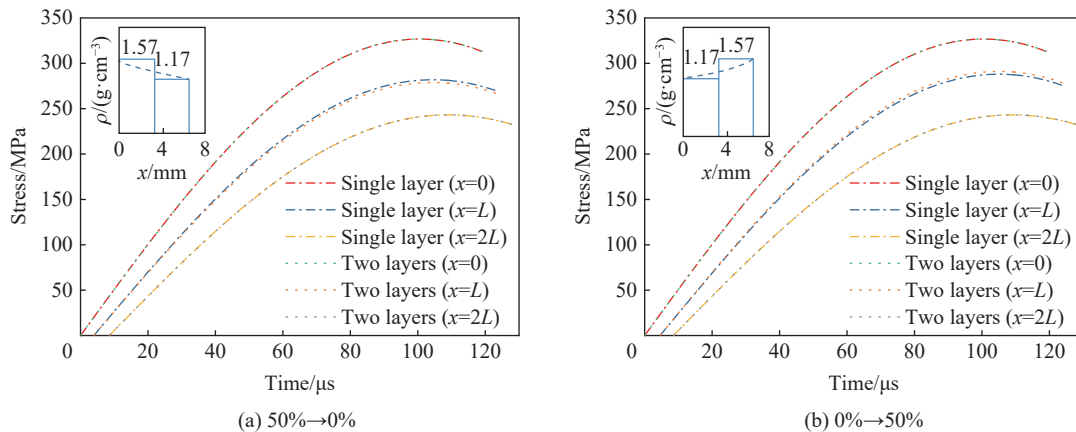 350
300
250
200
150
100
50
0
Stress/MPa
20
40
60
80
100
120
Time/μs
ρ/(g·cm⁻³)
1.57
1.17
0
4
8
x/mm
Single layer (x=0)
Single layer (x=L)
Single layer (x=2L)
Two layers (x=0)
Two layers (x=L)
Two layers (x=2L)
(a) 50%→0%
350
300
250
200
150
100
50
0
Stress/MPa
20
40
60
80
100
120
Time/μs
ρ/(g·cm⁻³)
1.57
1.17
0
4
8
x/mm
Single layer (x=0)
Single layer (x=L)
Single layer (x=2L)
Two layers (x=0)
Two layers (x=L)
Two layers (x=2L)
(b) 0%→50%